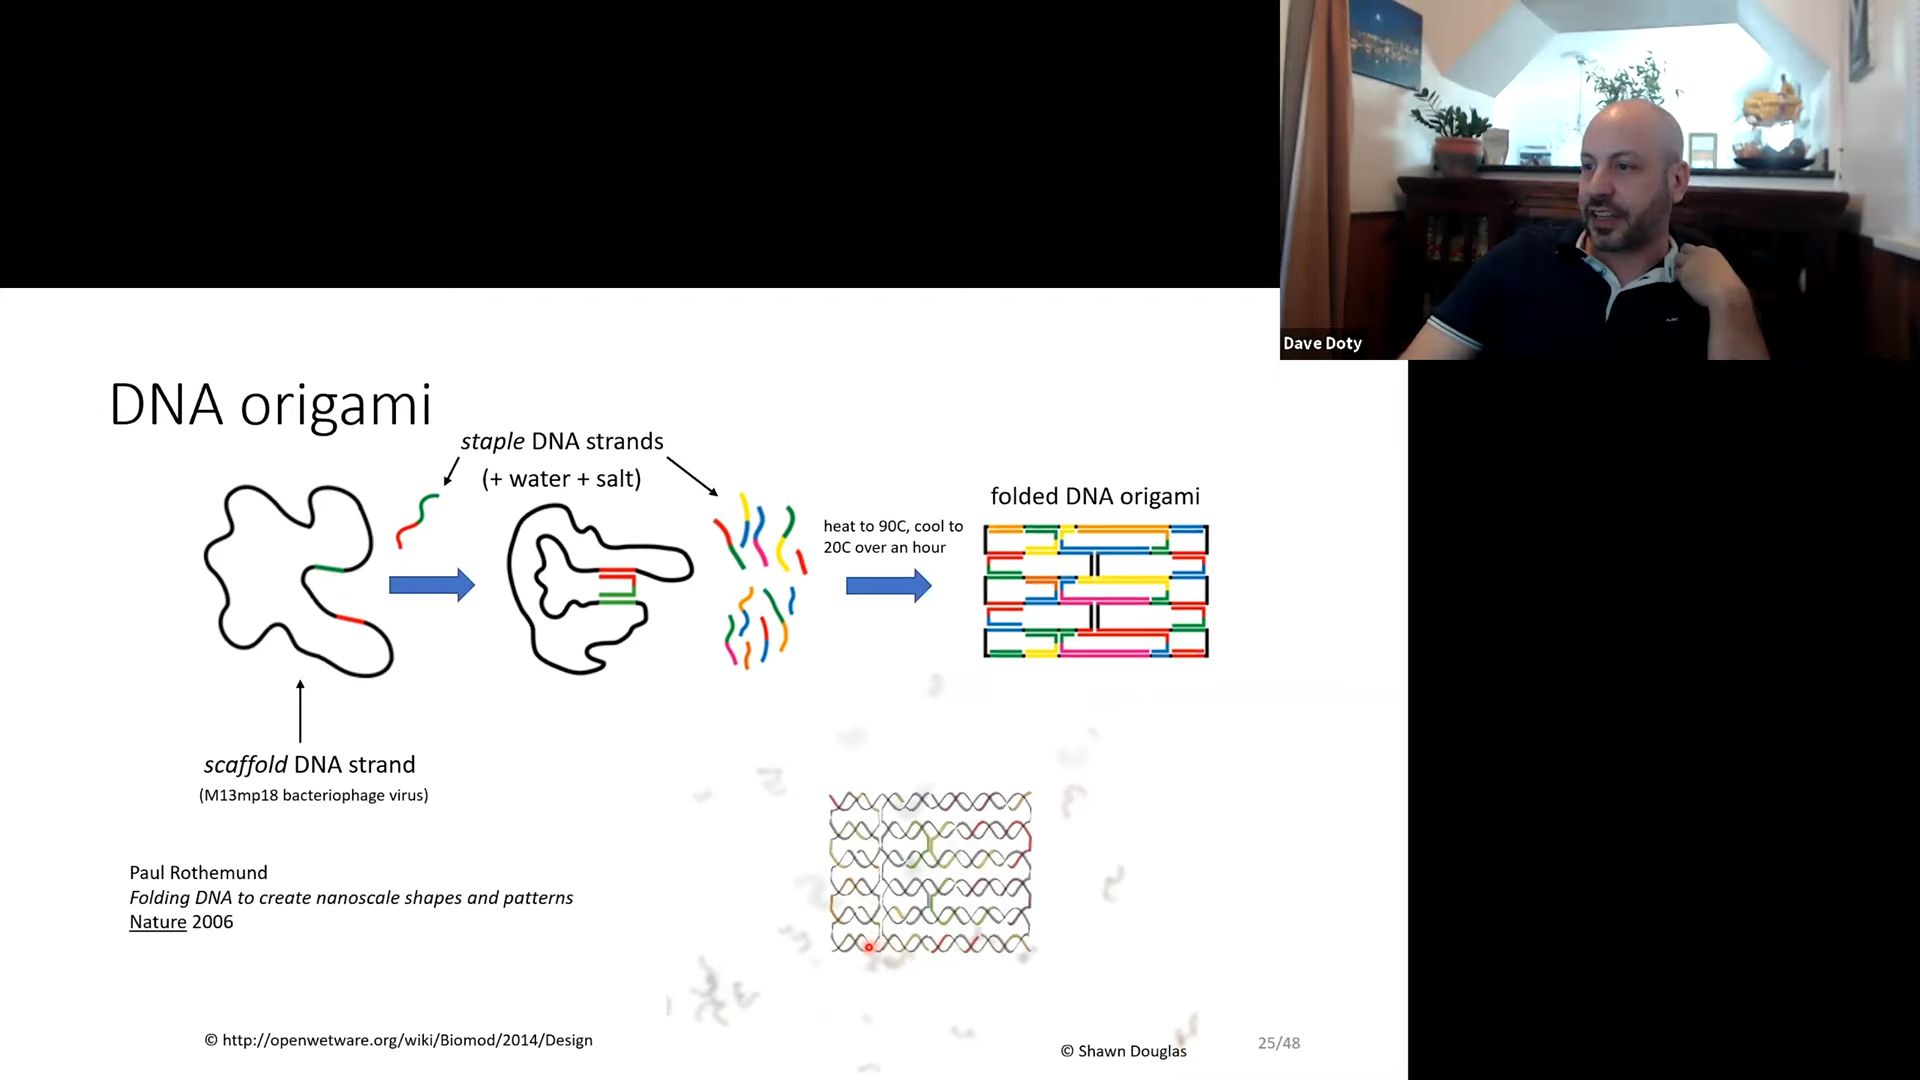 Dave Doty
DNA origami
staple DNA strands
(+ water + salt)
folded DNA origami
heat to 90C, cool to
20C over an hour
scaffold DNA strand
(M13mp18 bacteriophage virus)
Paul Rothemund
Folding DNA to create nanoscale shapes and patterns
Nature 2006
© http://openwetware.org/wiki/Biomod/2014/Design
© Shawn Douglas
25/48